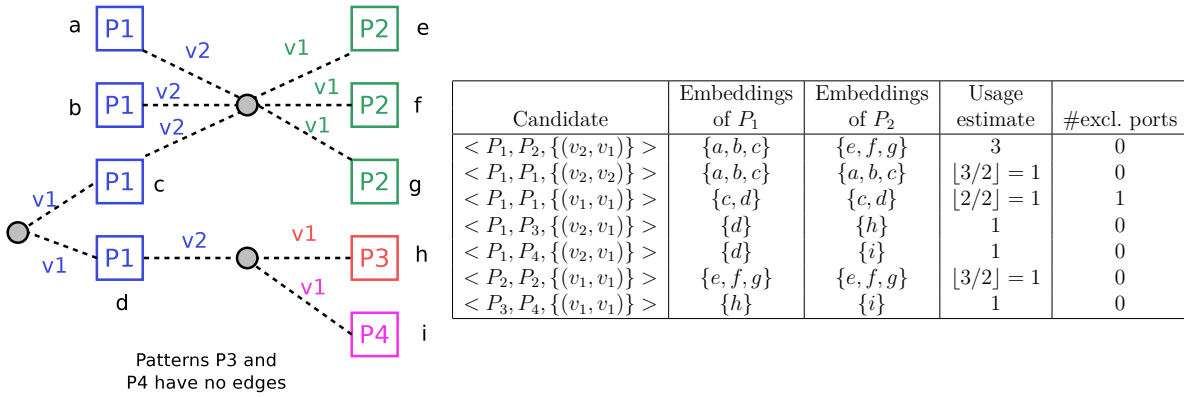 a P1 v2 v1 P2 e
b P1 v2 v1 P2 f
v2 v1
v1 P1 c P2 g
v1 P1 v2 v1 P3 h
d v1
P4 i
Patterns P3 and
P4 have no edges
Embeddings Embeddings Usage
Candidate of P₁ of P₂ estimate #excl. ports
< P₁, P₂, {(v₂, v₁)} > {a, b, c} {e, f, g} 3 0
< P₁, P₁, {(v₂, v₂)} > {a, b, c} {a, b, c} ⌊3/2⌋ = 1 0
< P₁, P₁, {(v₁, v₁)} > {c, d} {c, d} ⌊2/2⌋ = 1 1
< P₁, P₃, {(v₂, v₁)} > {d} {h} 1 0
< P₁, P₄, {(v₂, v₁)} > {d} {i} 1 0
< P₂, P₂, {(v₁, v₁)} > {e, f, g} {e, f, g} ⌊3/2⌋ = 1 0
< P₃, P₄, {(v₁, v₁)} > {h} {i} 1 0